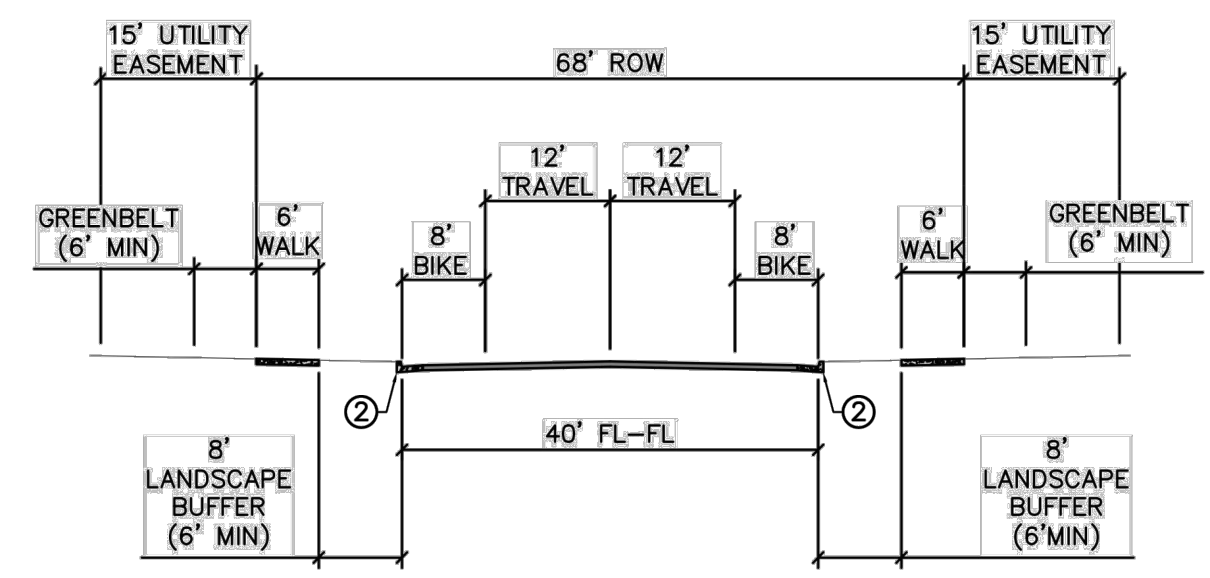 15' UTILITY
EASEMENT
68' ROW
15' UTILITY
EASEMENT
12'
TRAVEL
12'
TRAVEL
GREENBELT
(6' MIN)
6'
WALK
8'
BIKE
8'
BIKE
6'
WALK
GREENBELT
(6' MIN)
2
2
40' FL-FL
8'
LANDSCAPE
BUFFER
(6' MIN)
8'
LANDSCAPE
BUFFER
(6'MIN)